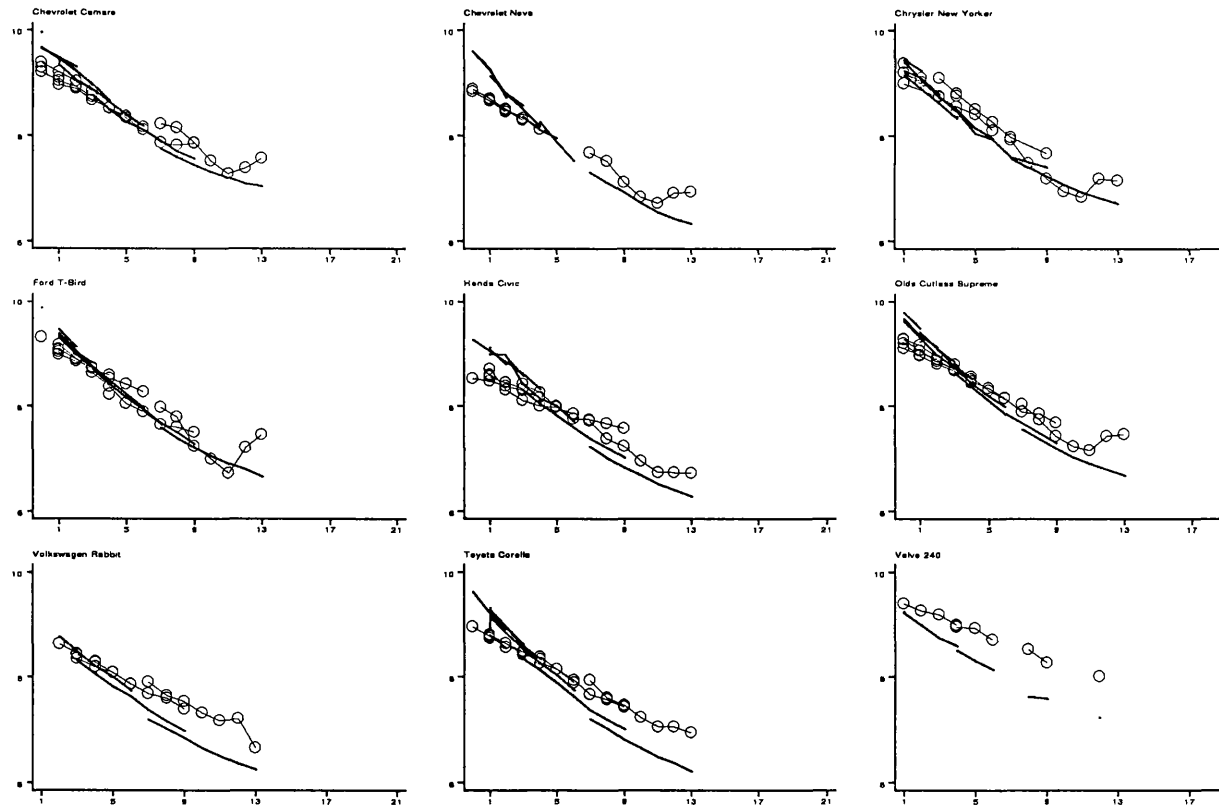 Chevrolet Camaro
10
8
6
1 5 9 13 17 21
Chevrolet Nova
10
8
6
1 5 9 13 17 21
Chrysler New Yorker
10
8
6
1 5 9 13 17
Ford T-Bird
10
8
6
1 5 9 13 17 21
Honda Civic
10
8
6
1 5 9 13 17 21
Olds Cutlass Supreme
10
8
6
1 5 9 13 17
Volkswagen Rabbit
10
8
6
1 5 9 13 17 21
Toyota Corolla
10
8
6
1 5 9 13 17 21
Volvo 240
10
8
6
1 5 9 13 17